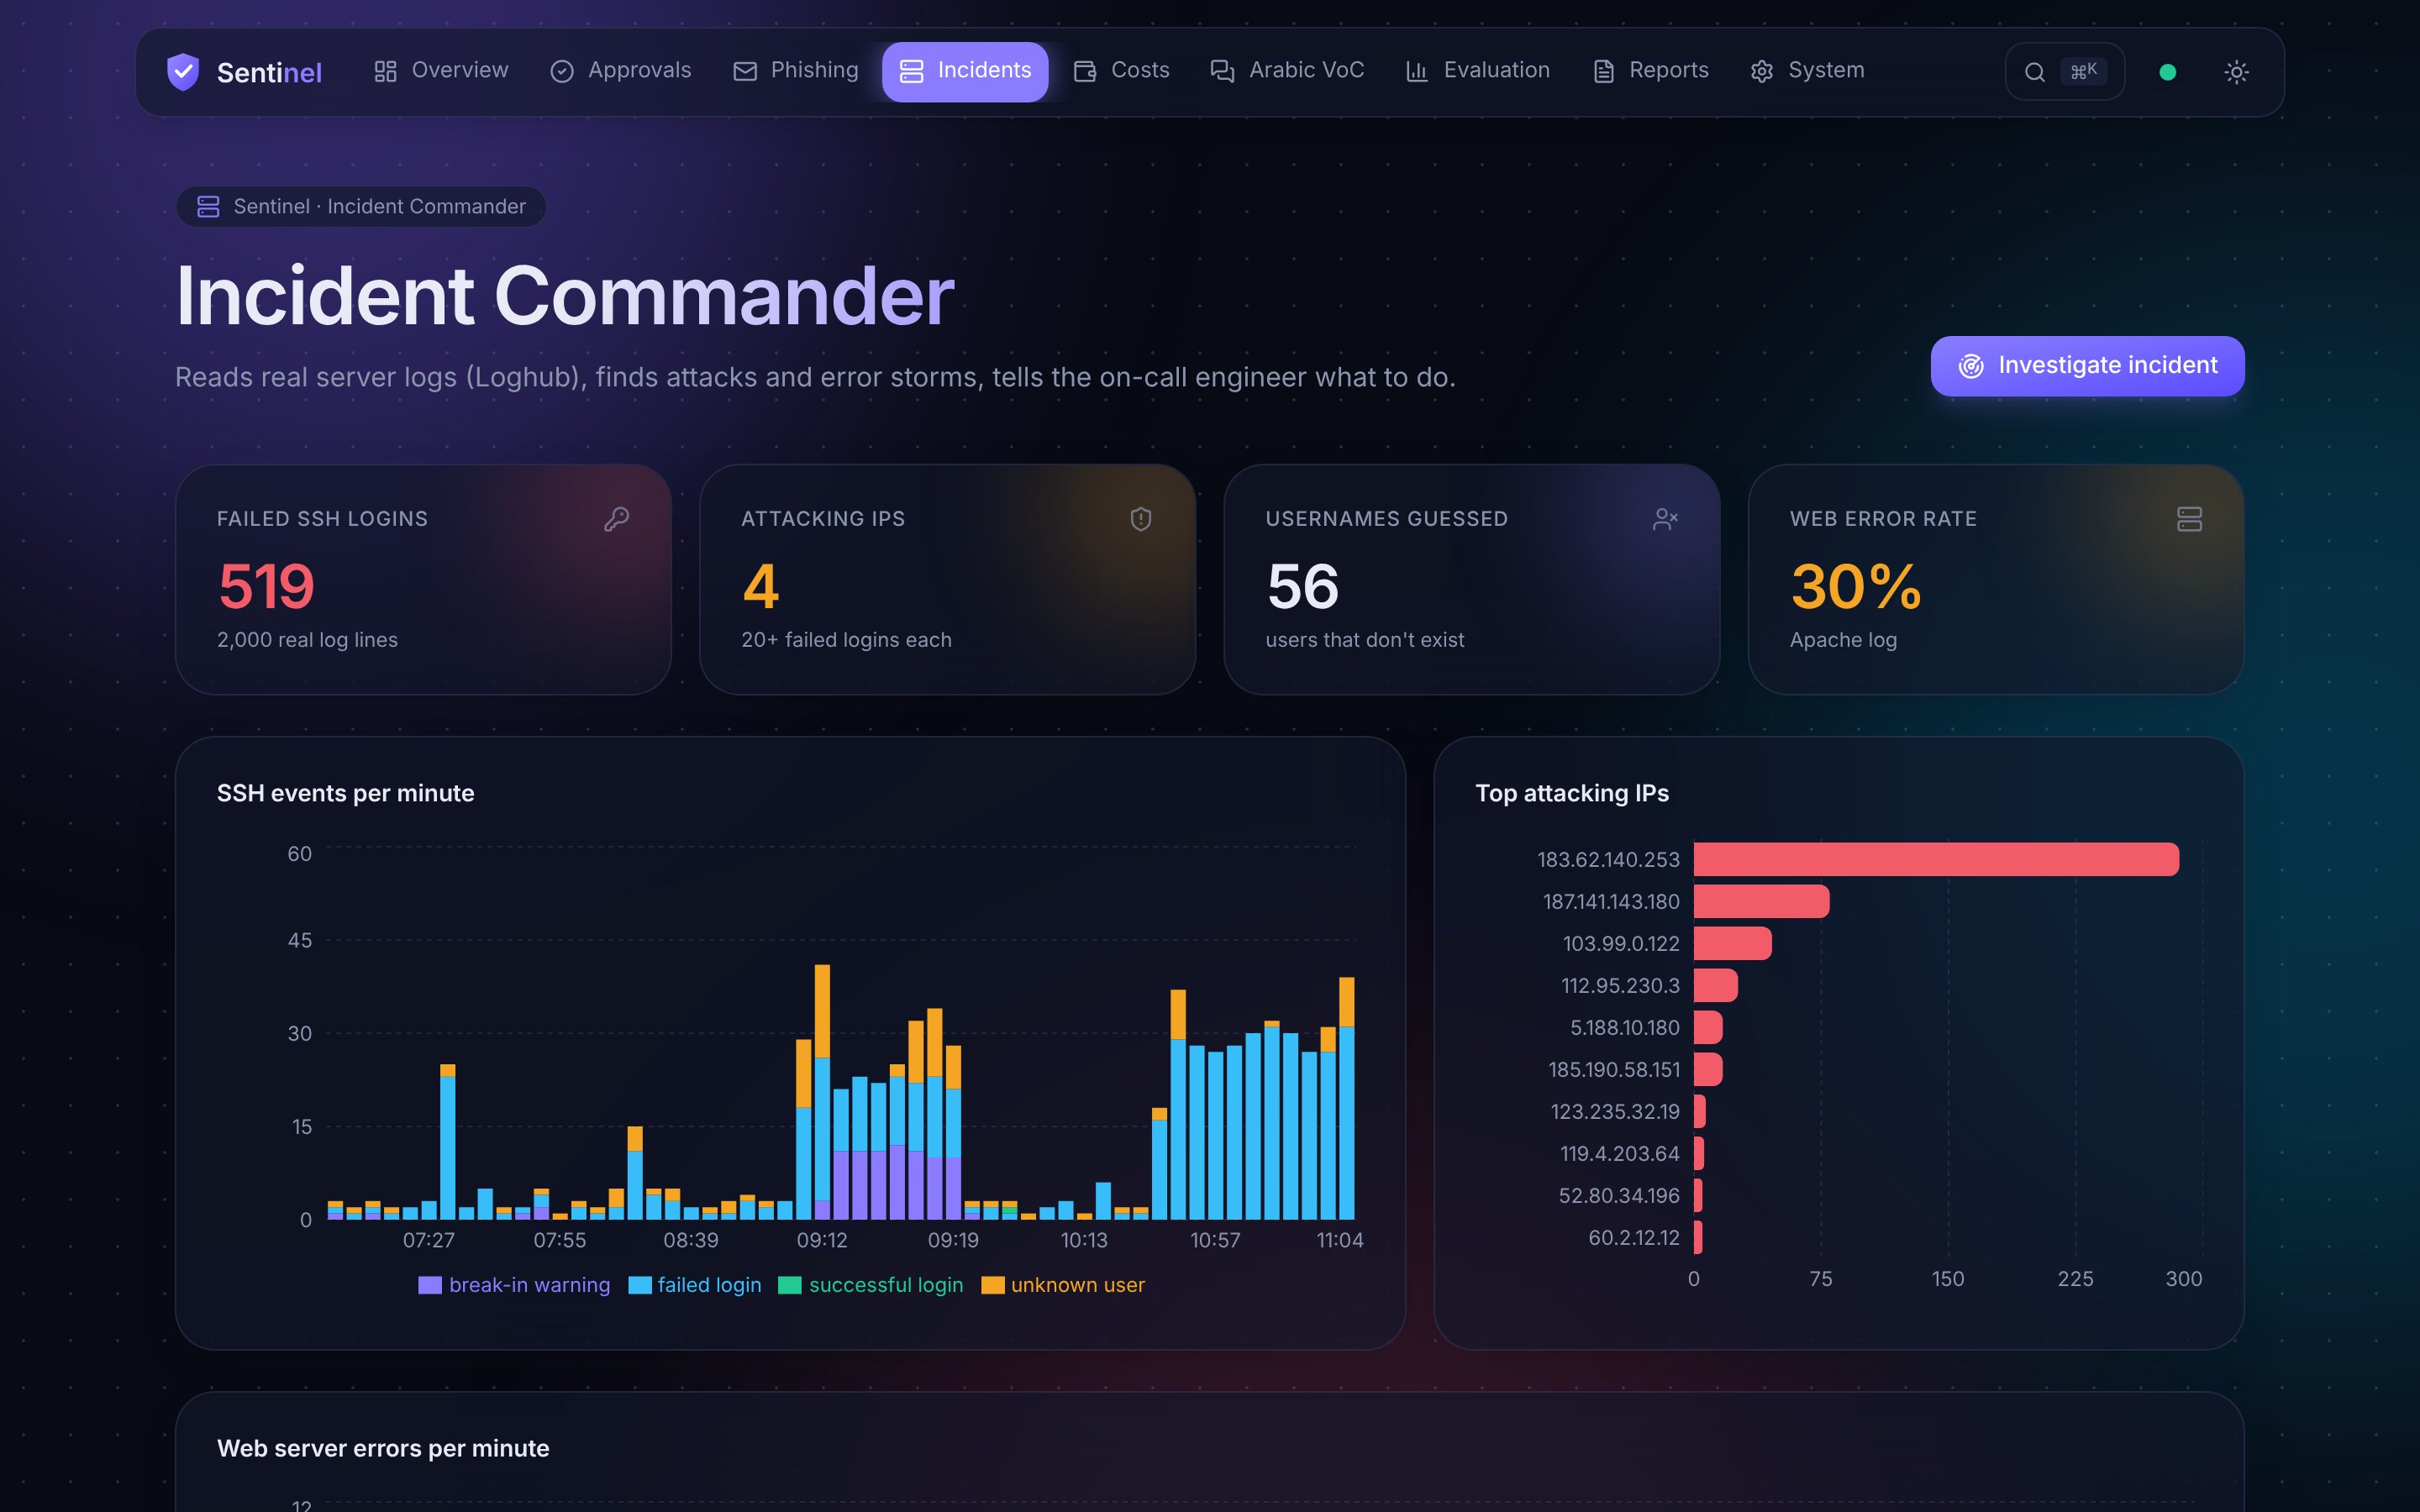 Sentinel Overview Approvals Phishing Incidents Costs Arabic VoC Evaluation Reports System ⌘K
Sentinel · Incident Commander
Incident Commander
Reads real server logs (Loghub), finds attacks and error storms, tells the on-call engineer what to do.
Investigate incident
FAILED SSH LOGINS
519
2,000 real log lines
ATTACKING IPS
4
20+ failed logins each
USERNAMES GUESSED
56
users that don't exist
WEB ERROR RATE
30%
Apache log
SSH events per minute
60
45
30
15
0
07:27 07:55 08:39 09:12 09:19 10:13 10:57 11:04
break-in warning failed login successful login unknown user
Top attacking IPs
183.62.140.253
187.141.143.180
103.99.0.122
112.95.230.3
5.188.10.180
185.190.58.151
123.235.32.19
119.4.203.64
52.80.34.196
60.2.12.12
0 75 150 225 300
Web server errors per minute
12